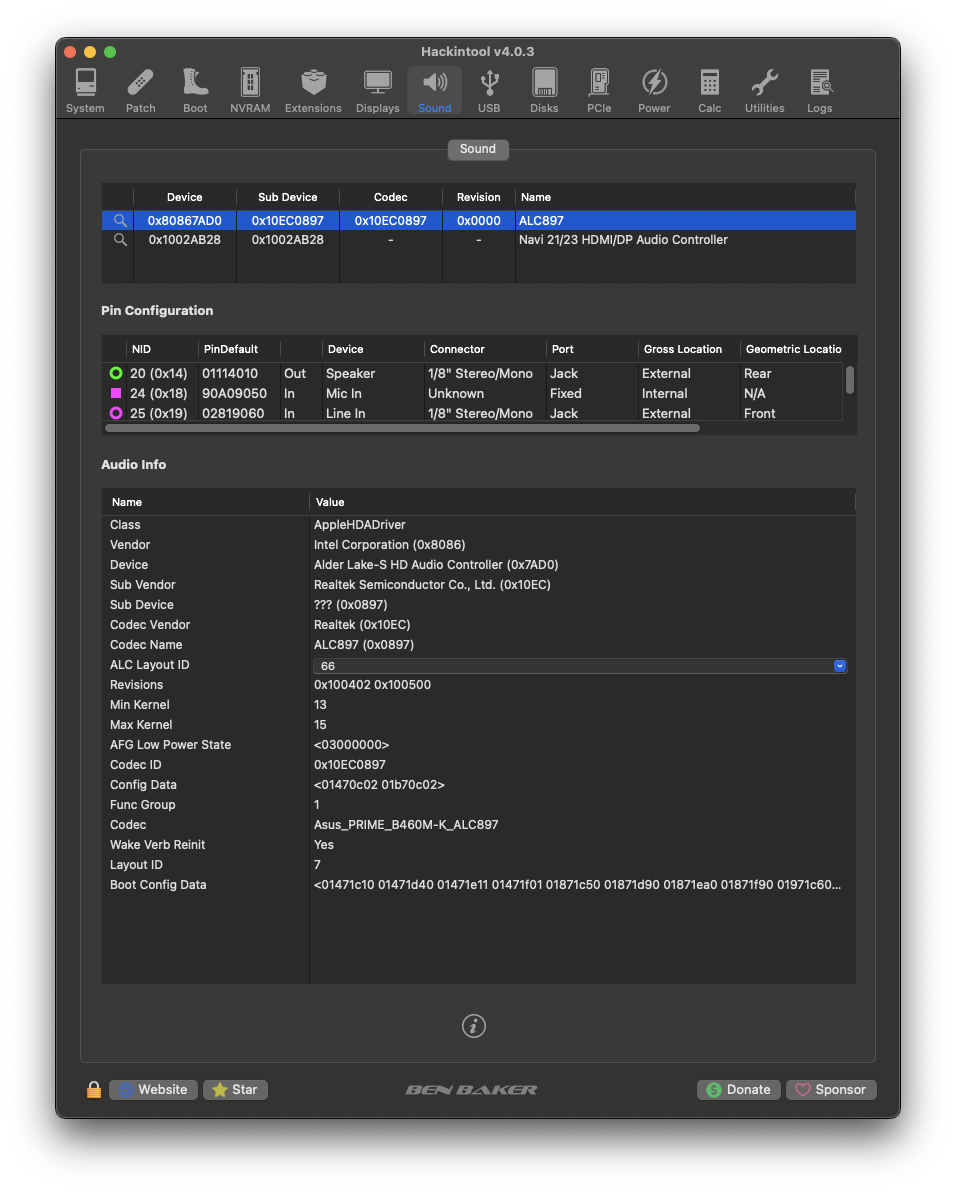 Hackintool v4.0.3
System Patch Boot NVRAM Extensions Displays Sound USB Disks PCIe Power Calc Utilities Logs
Sound
Device Sub Device Codec Revision Name
0x80867AD0 0x10EC0897 0x10EC0897 0x0000 ALC897
0x1002AB28 0x1002AB28 - - Navi 21/23 HDMI/DP Audio Controller
Pin Configuration
NID PinDefault Device Connector Port Gross Location Geometric Locatio
20 (0x14) 01114010 Out Speaker 1/8" Stereo/Mono Jack External Rear
24 (0x18) 90A09050 In Mic In Unknown Fixed Internal N/A
25 (0x19) 02819060 In Line In 1/8" Stereo/Mono Jack External Front
Audio Info
Name Value
Class AppleHDADriver
Vendor Intel Corporation (0x8086)
Device Alder Lake-S HD Audio Controller (0x7AD0)
Sub Vendor Realtek Semiconductor Co., Ltd. (0x10EC)
Sub Device ??? (0x0897)
Codec Vendor Realtek (0x10EC)
Codec Name ALC897 (0x0897)
ALC Layout ID 66
Revisions 0x100402 0x100500
Min Kernel 13
Max Kernel 15
AFG Low Power State <03000000>
Codec ID 0x10EC0897
Config Data <01470c02 01b70c02>
Func Group 1
Codec Asus_PRIME_B460M-K_ALC897
Wake Verb Reinit Yes
Layout ID 7
Boot Config Data <01471c10 01471d40 01471e11 01471f01 01871c50 01871d90 01871ea0 01871f90 01971c60...
Website Star BEN BAKER Donate Sponsor